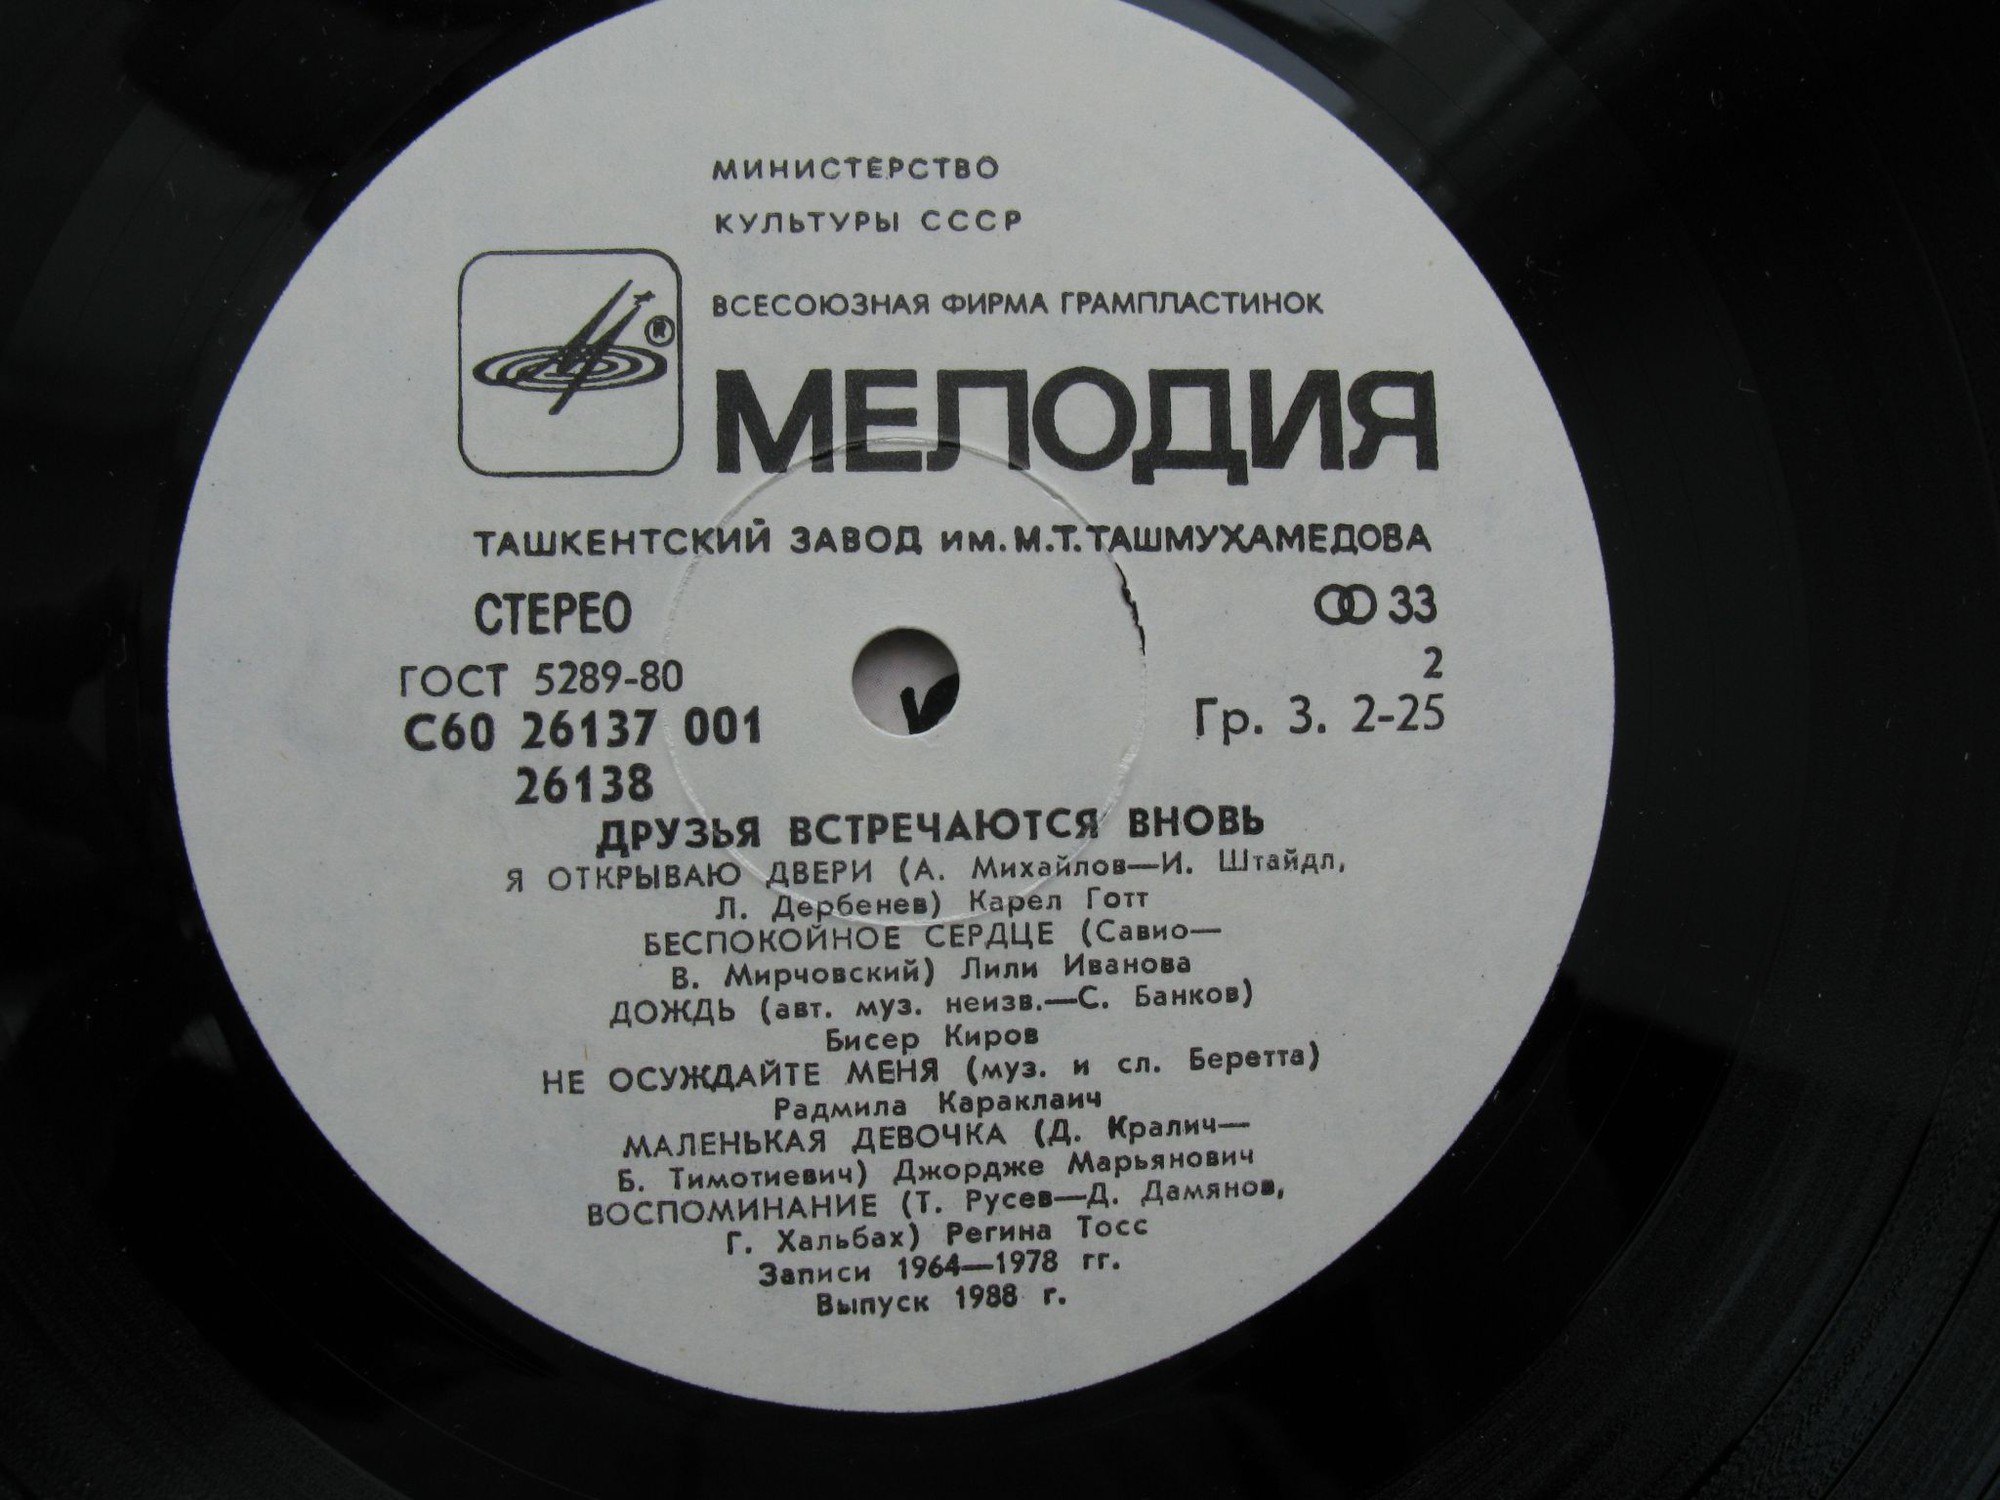 МИНИСТЕРСТВО
КУЛЬТУРЫ СССР
ВСЕСОЮЗНАЯ ФИРМА ГРАМПЛАСТИНОК
®
МЕЛОДИЯ
ТАШКЕНТСКИЙ ЗАВОД им. М.Т.ТАШМУХАМЕДОВА
СТЕРЕО
33
ГОСТ 5289-80
2
С60 26137 001
Гр. 3. 2-25
26138
ДРУЗЬЯ ВСТРЕЧАЮТСЯ ВНОВЬ
Я ОТКРЫВАЮ ДВЕРИ (А. Михайлов—И. Штайдл,
Л. Дербенев) Карел Готт
БЕСПОКОЙНОЕ СЕРДЦЕ (Савио—
В. Мирчовский) Лили Иванова
ДОЖДЬ (авт. муз. неизв.—С. Банков)
Бисер Киров
НЕ ОСУЖДАЙТЕ МЕНЯ (муз. и сл. Беретта)
Радмила Караклаич
МАЛЕНЬКАЯ ДЕВОЧКА (Д. Кралич—
Б. Тимотиевич) Джордже Марьянович
ВОСПОМИНАНИЕ (Т. Русев—Д. Дамянов,
Г. Хальбах) Регина Тосс
Записи 1964—1978 гг.
Выпуск 1988 г.